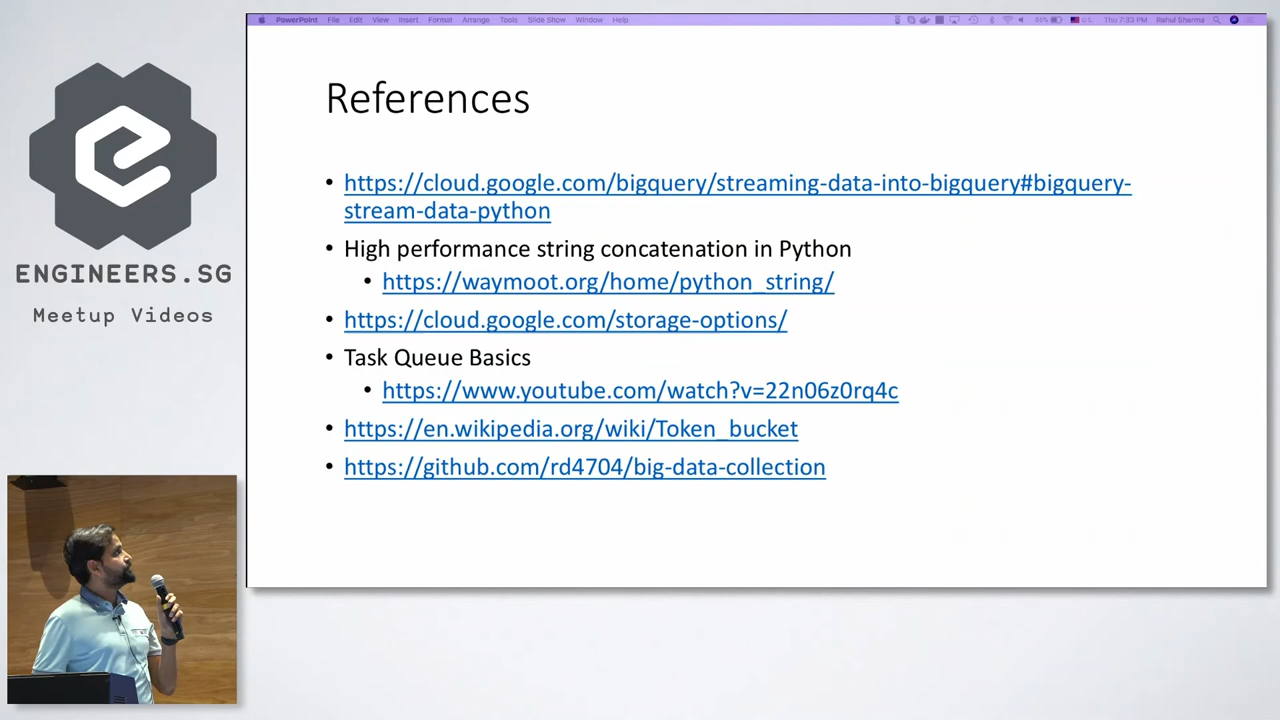 PowerPoint File Edit View Insert Format Arrange Tools Slide Show Window Help
65% U.S. Thu 7:33 PM Rahul Sharma
References
• https://cloud.google.com/bigquery/streaming-data-into-bigquery#bigquery-
stream-data-python
• High performance string concatenation in Python
• https://waymoot.org/home/python_string/
• https://cloud.google.com/storage-options/
• Task Queue Basics
• https://www.youtube.com/watch?v=22n06z0rq4c
• https://en.wikipedia.org/wiki/Token_bucket
• https://github.com/rd4704/big-data-collection
ENGINEERS.SG
Meetup Videos